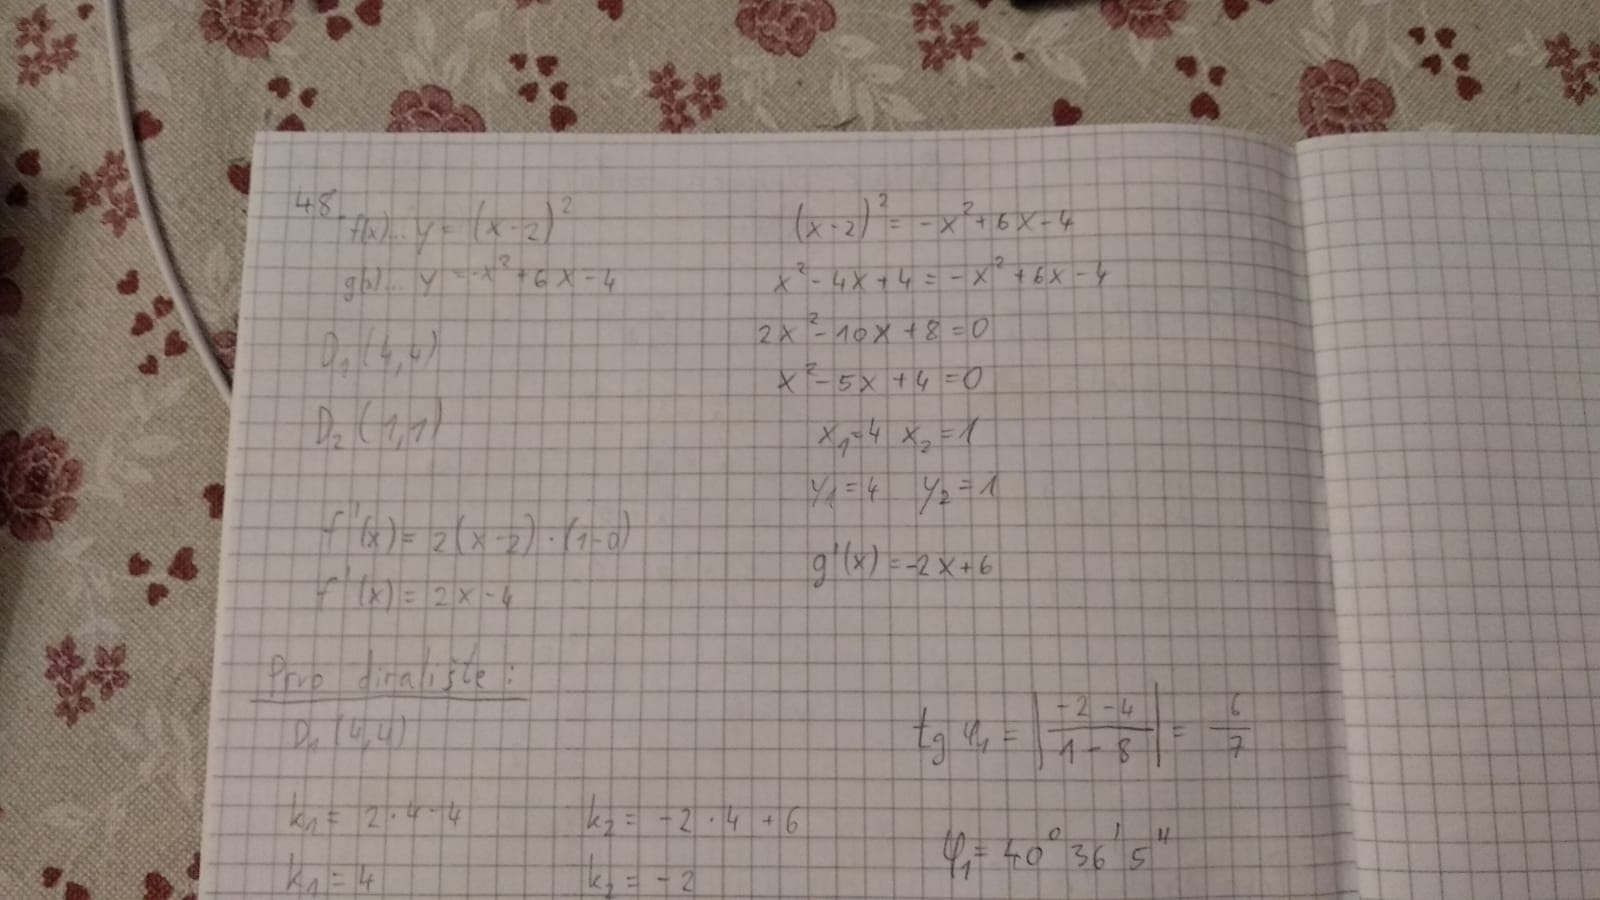 48.
f(x)... y = (x-2)²
g(x)... y = -x²+6x-4
D₁(4,4)
D₂(1,1)
(x-2)² = -x²+6x-4
x²-4x+4 = -x²+6x-4
2x²-10x+8=0
x²-5x+4=0
x₁=4 x₂=1
y₁=4 y₂=1
f'(x) = 2(x-2)·(1-0)
f'(x) = 2x-4
g'(x) = -2x+6
Prvo diralište:
D₁(4,4)
k₁ = 2·4-4 k₂ = -2·4+6
k₁ = 4 k₂ = -2
tg φ₁ = |(-2-4)/(1-8)| = 6/7
φ₁ = 40° 36' 5"